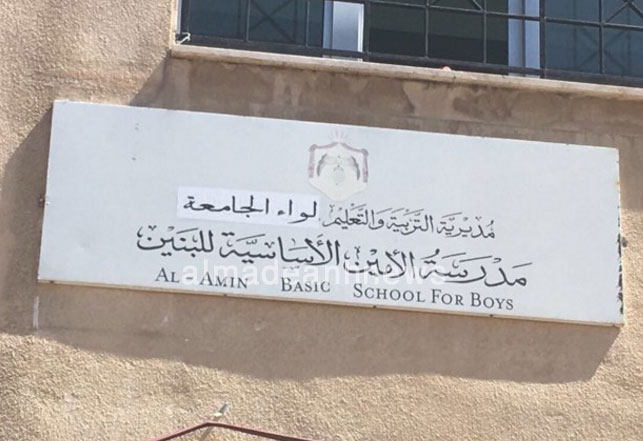 مديرية التربية والتعليم لواء الجامعة
مدرسة الأمين الأساسية للبنين
AL AMIN BASIC SCHOOL FOR BOYS